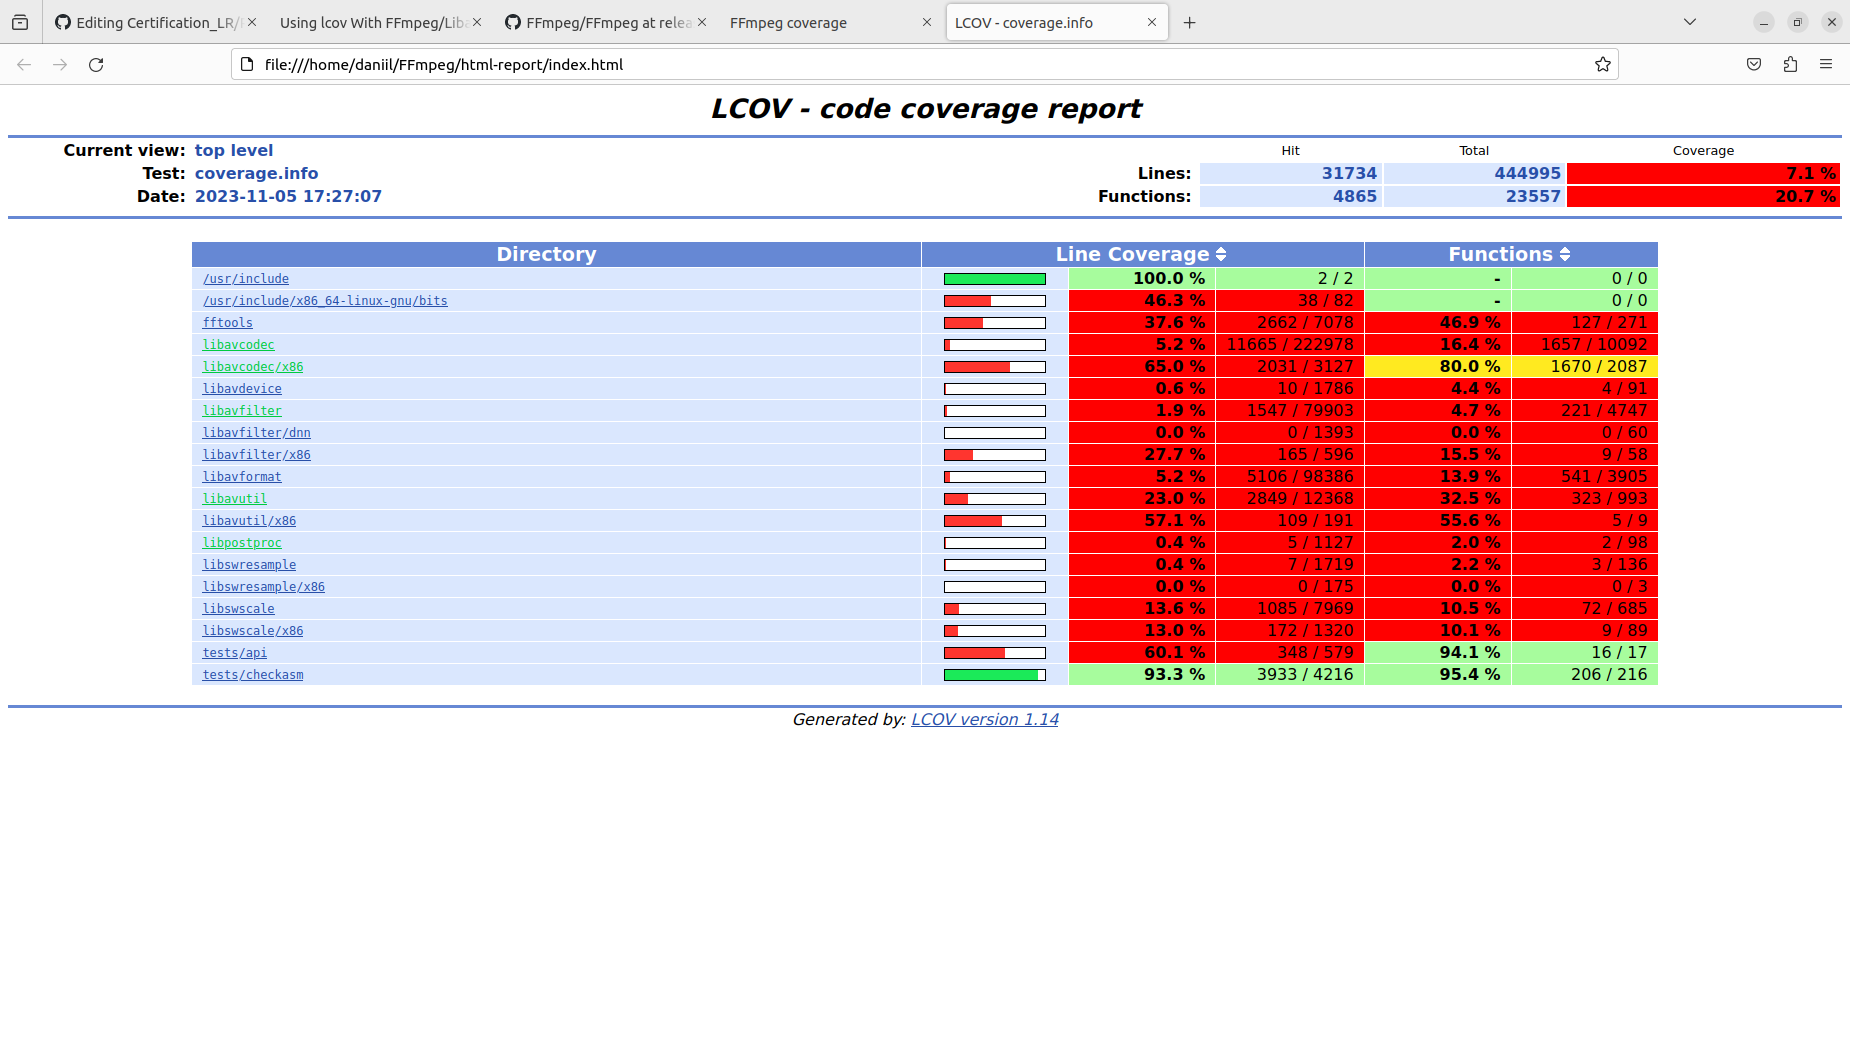 Editing Certification_LR/ Using lcov With FFmpeg/Lib FFmpeg/FFmpeg at relea FFmpeg coverage LCOV - coverage.info
file:///home/daniil/FFmpeg/html-report/index.html
LCOV - code coverage report
Current view: top level Hit Total Coverage
Test: coverage.info Lines: 31734 444995 7.1 %
Date: 2023-11-05 17:27:07 Functions: 4865 23557 20.7 %
Directory Line Coverage Functions
/usr/include 100.0 % 2 / 2 - 0 / 0
/usr/include/x86_64-linux-gnu/bits 46.3 % 38 / 82 - 0 / 0
fftools 37.6 % 2662 / 7078 46.9 % 127 / 271
libavcodec 5.2 % 11665 / 222978 16.4 % 1657 / 10092
libavcodec/x86 65.0 % 2031 / 3127 80.0 % 1670 / 2087
libavdevice 0.6 % 10 / 1786 4.4 % 4 / 91
libavfilter 1.9 % 1547 / 79903 4.7 % 221 / 4747
libavfilter/dnn 0.0 % 0 / 1393 0.0 % 0 / 60
libavfilter/x86 27.7 % 165 / 596 15.5 % 9 / 58
libavformat 5.2 % 5106 / 98386 13.9 % 541 / 3905
libavutil 23.0 % 2849 / 12368 32.5 % 323 / 993
libavutil/x86 57.1 % 109 / 191 55.6 % 5 / 9
libpostproc 0.4 % 5 / 1127 2.0 % 2 / 98
libswresample 0.4 % 7 / 1719 2.2 % 3 / 136
libswresample/x86 0.0 % 0 / 175 0.0 % 0 / 3
libswscale 13.6 % 1085 / 7969 10.5 % 72 / 685
libswscale/x86 13.0 % 172 / 1320 10.1 % 9 / 89
tests/api 60.1 % 348 / 579 94.1 % 16 / 17
tests/checkasm 93.3 % 3933 / 4216 95.4 % 206 / 216
Generated by: LCOV version 1.14